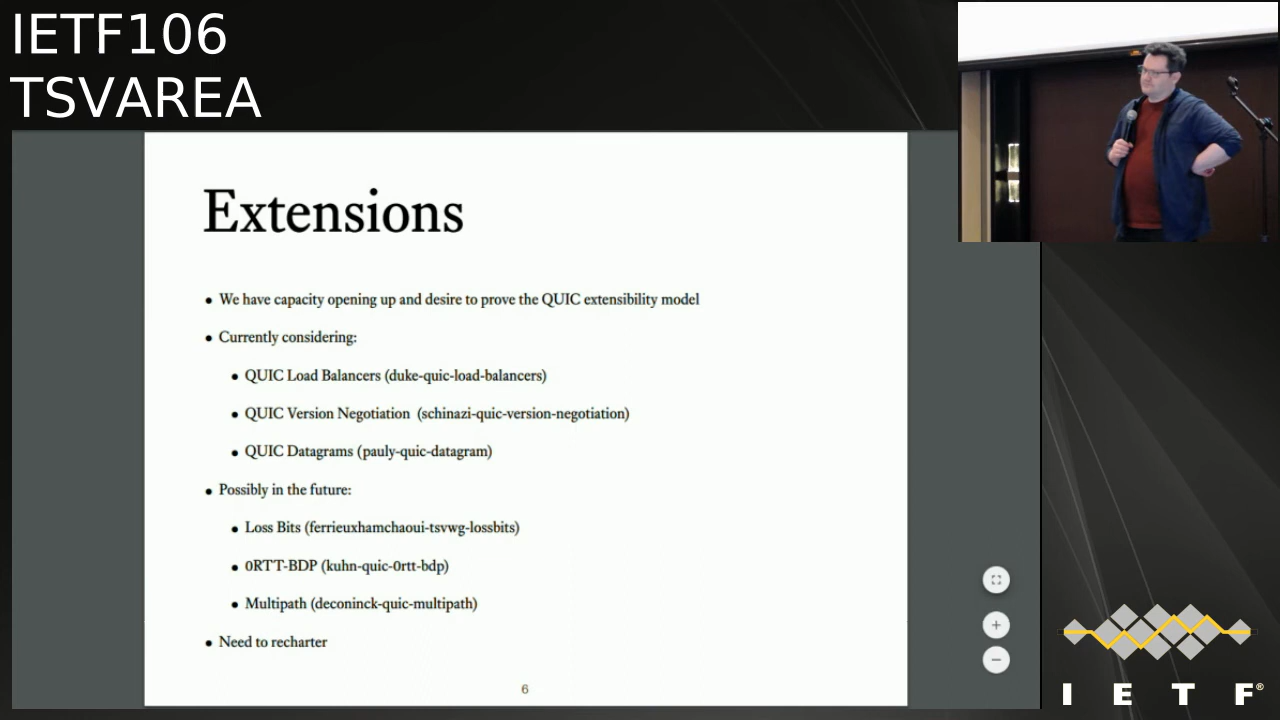 IETF106
TSVAREA
Extensions
• We have capacity opening up and desire to prove the QUIC extensibility model
• Currently considering:
• QUIC Load Balancers (duke-quic-load-balancers)
• QUIC Version Negotiation (schinazi-quic-version-negotiation)
• QUIC Datagrams (pauly-quic-datagram)
• Possibly in the future:
• Loss Bits (ferrieuxhamchaoui-tsvwg-lossbits)
• 0RTT-BDP (kuhn-quic-0rtt-bdp)
• Multipath (deconinck-quic-multipath)
• Need to recharter
6
I E T F®